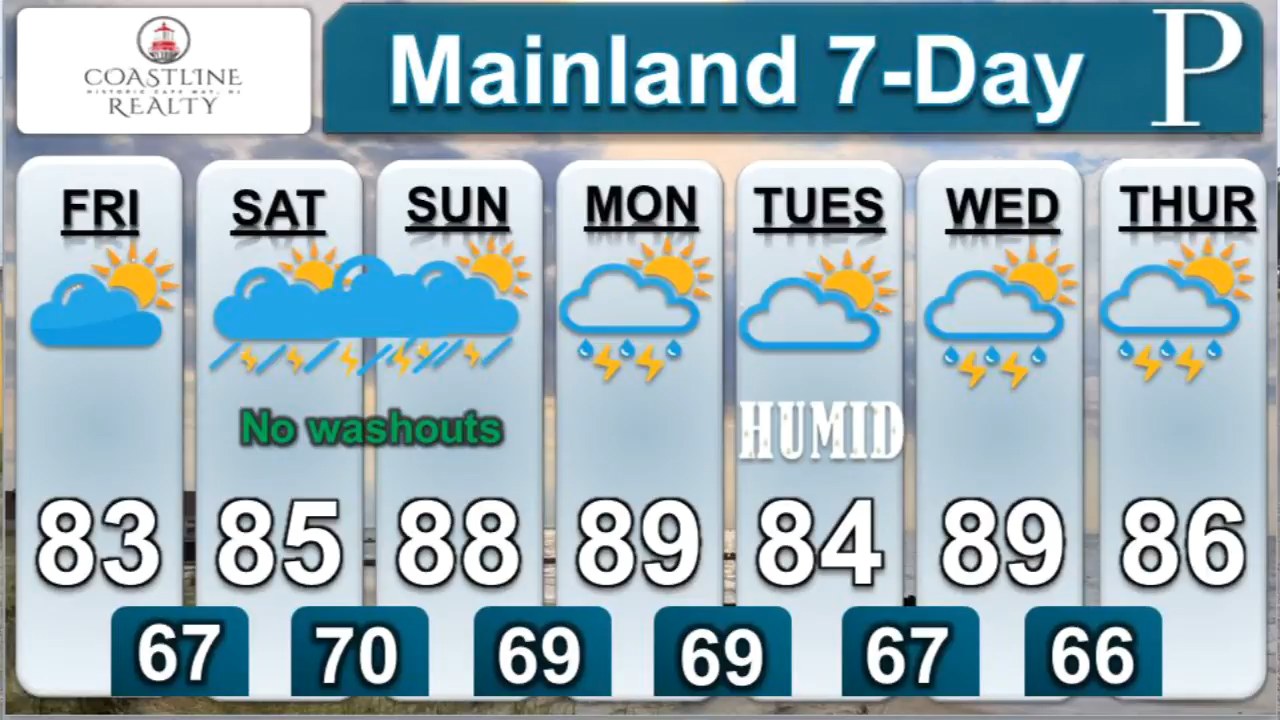 COASTLINE
HISTORIC CAPE MAY, NJ
REALTY
Mainland 7-Day
P
FRI
SAT
SUN
MON
TUES
WED
THUR
No washouts
HUMID
83
85
88
89
84
89
86
67
70
69
69
67
66